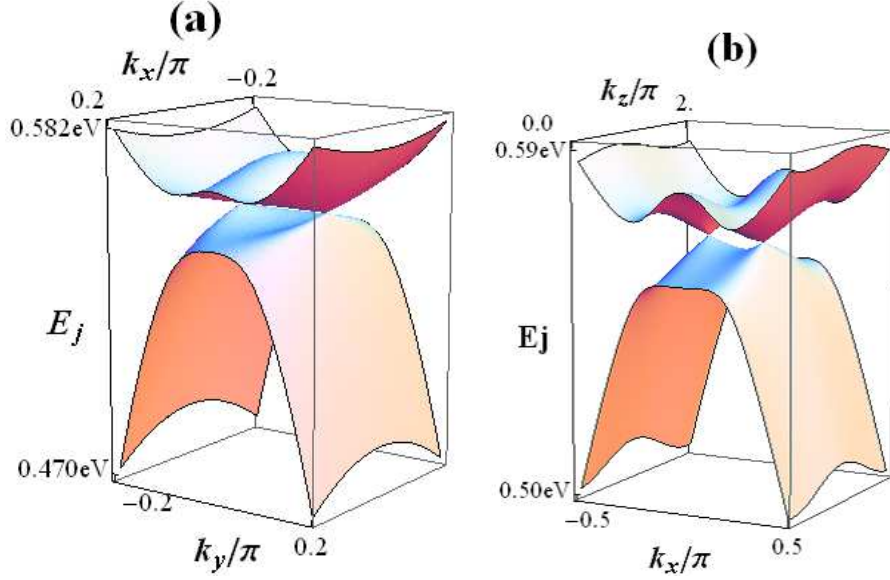 (a)
k_x/π
−0.2
0.2
0.582eV
E_j
0.470eV
−0.2
k_y/π
0.2
(b)
k_z/π
0.0
2.
0.59eV
Ej
0.50eV
−0.5
k_x/π
0.5